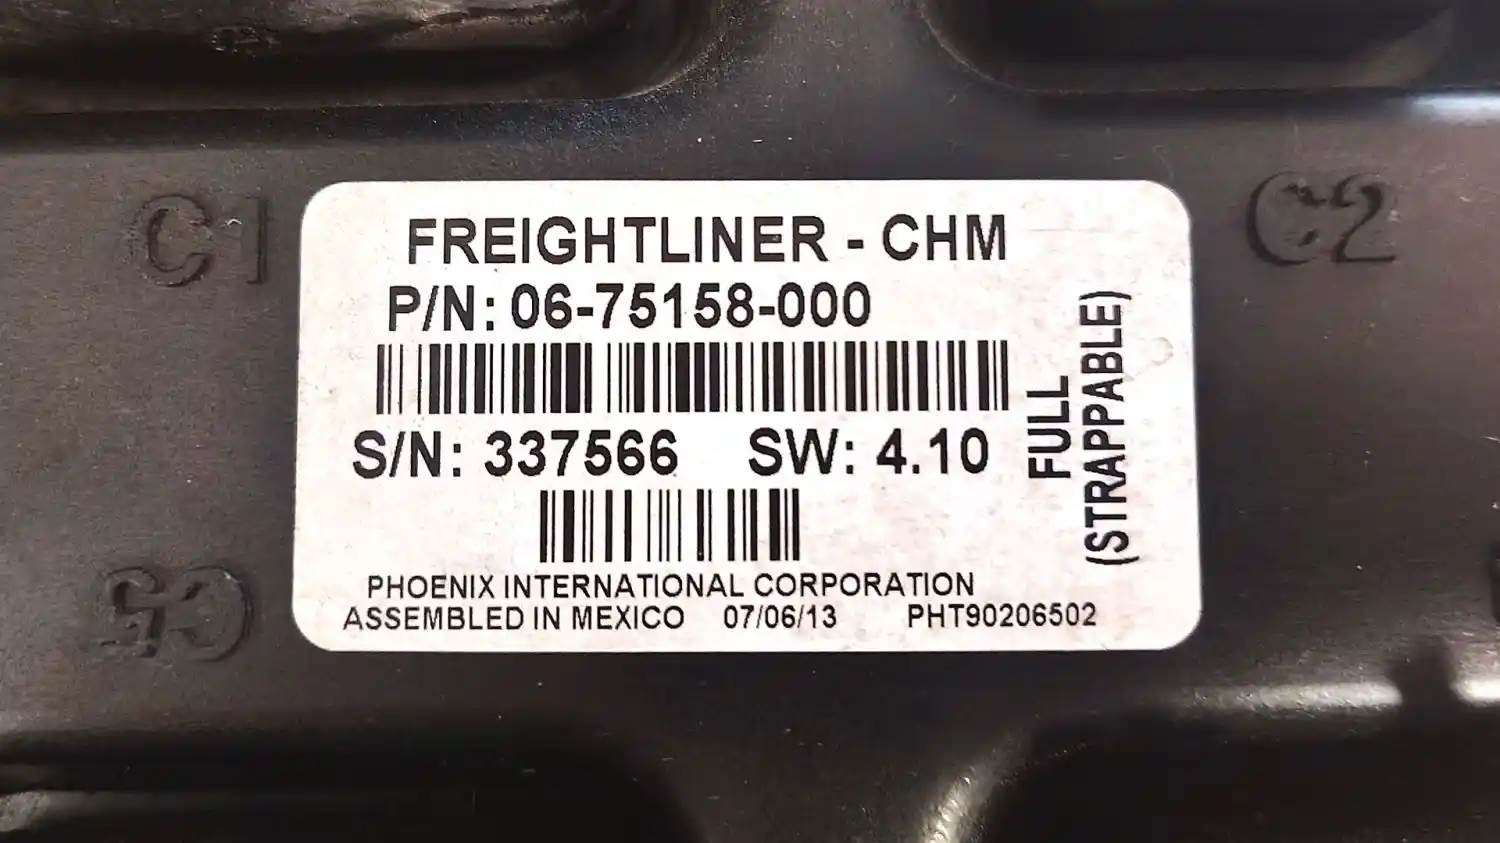 C1
C2
FREIGHTLINER - CHM
P/N: 06-75158-000
S/N: 337566 SW: 4.10
FULL
(STRAPPABLE)
PHOENIX INTERNATIONAL CORPORATION
ASSEMBLED IN MEXICO 07/06/13 PHT90206502
C5